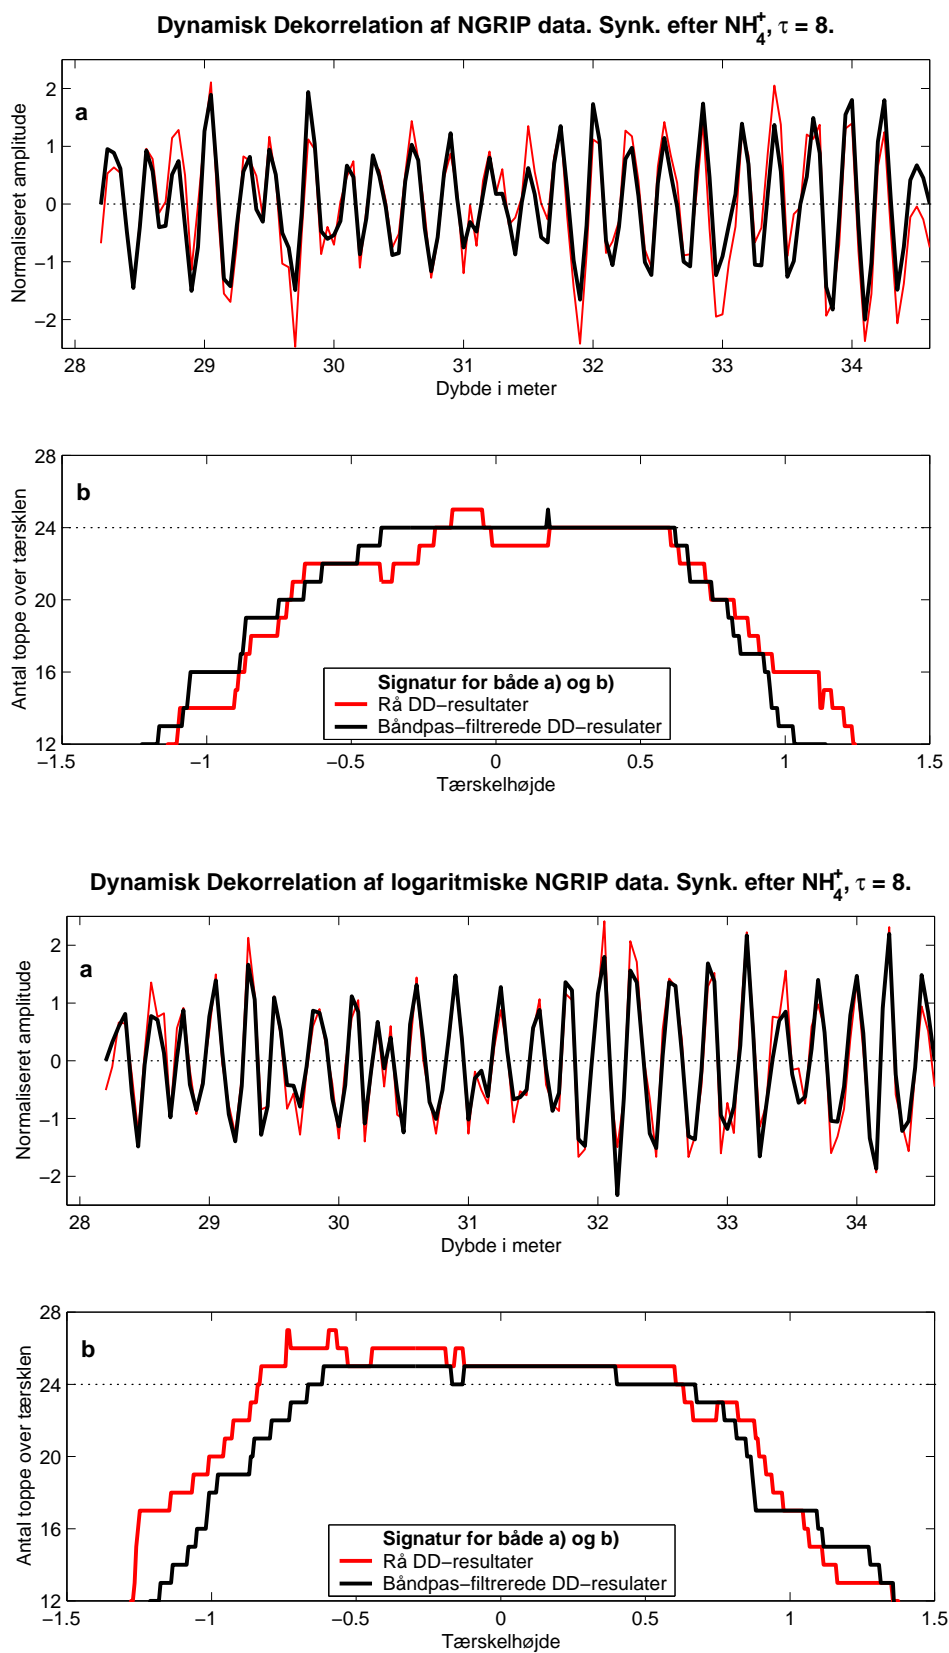 Dynamisk Dekorrelation af NGRIP data. Synk. efter NH₄⁺, τ = 8.
a
2
1
0
−1
−2
Normaliseret amplitude
28 29 30 31 32 33 34
Dybde i meter
b
28
24
20
16
12
Antal toppe over tærsklen
Signatur for både a) og b)
Rå DD−resultater
Båndpas−filtrerede DD−resulater
−1.5 −1 −0.5 0 0.5 1 1.5
Tærskelhøjde
Dynamisk Dekorrelation af logaritmiske NGRIP data. Synk. efter NH₄⁺, τ = 8.
a
2
1
0
−1
−2
Normaliseret amplitude
28 29 30 31 32 33 34
Dybde i meter
b
28
24
20
16
12
Antal toppe over tærsklen
Signatur for både a) og b)
Rå DD−resultater
Båndpas−filtrerede DD−resulater
−1.5 −1 −0.5 0 0.5 1 1.5
Tærskelhøjde